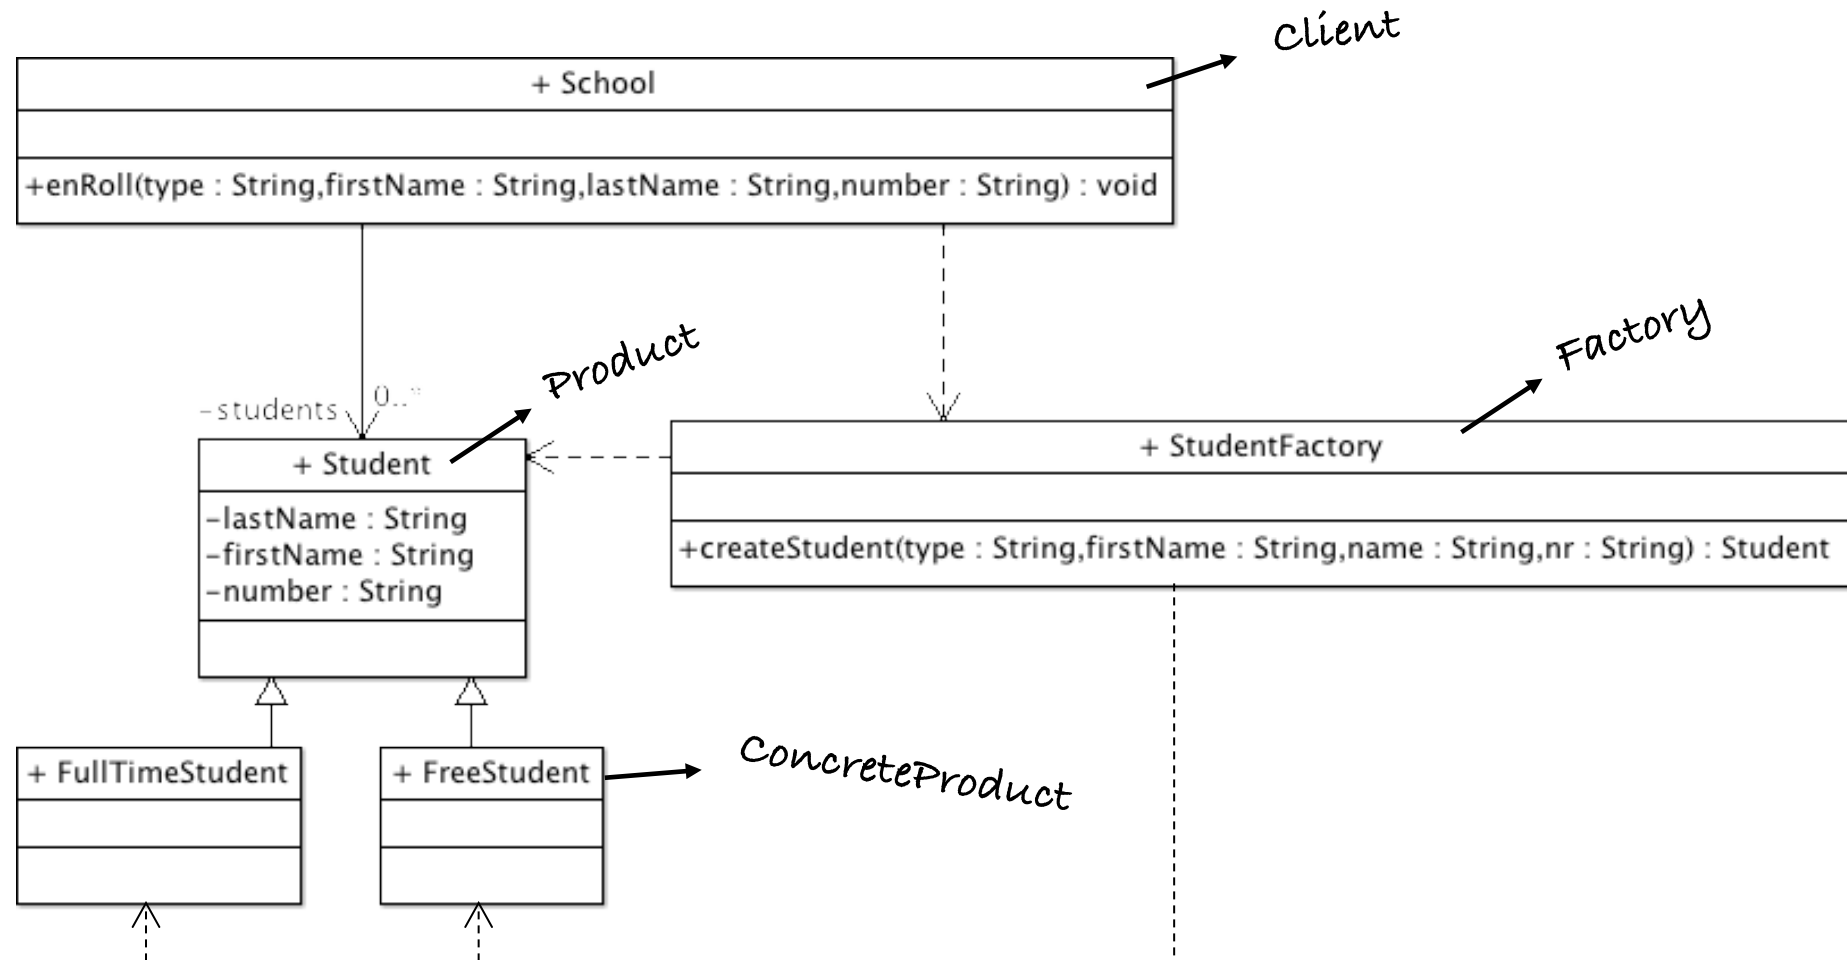 Client
+ School
+enRoll(type : String,firstName : String,lastName : String,number : String) : void
Product
Factory
-students
0..*
+ Student
-lastName : String
-firstName : String
-number : String
+ StudentFactory
+createStudent(type : String,firstName : String,name : String,nr : String) : Student
+ FullTimeStudent
+ FreeStudent
ConcreteProduct